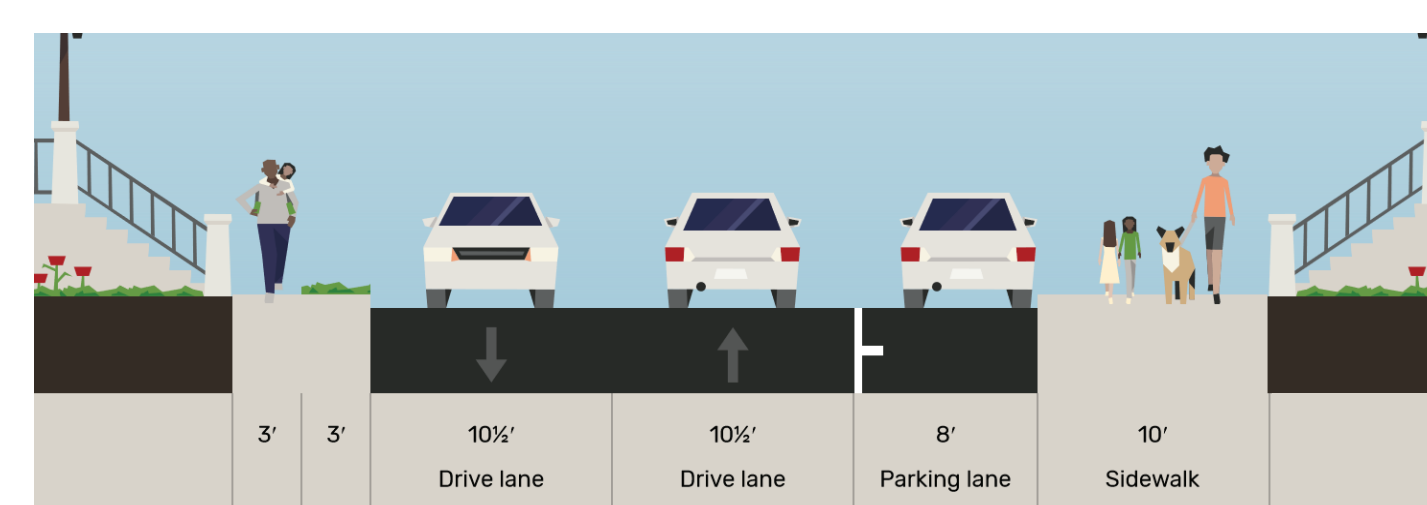 3′ 3′ 10½′ 10½′ 8′ 10′
Drive lane Drive lane Parking lane Sidewalk